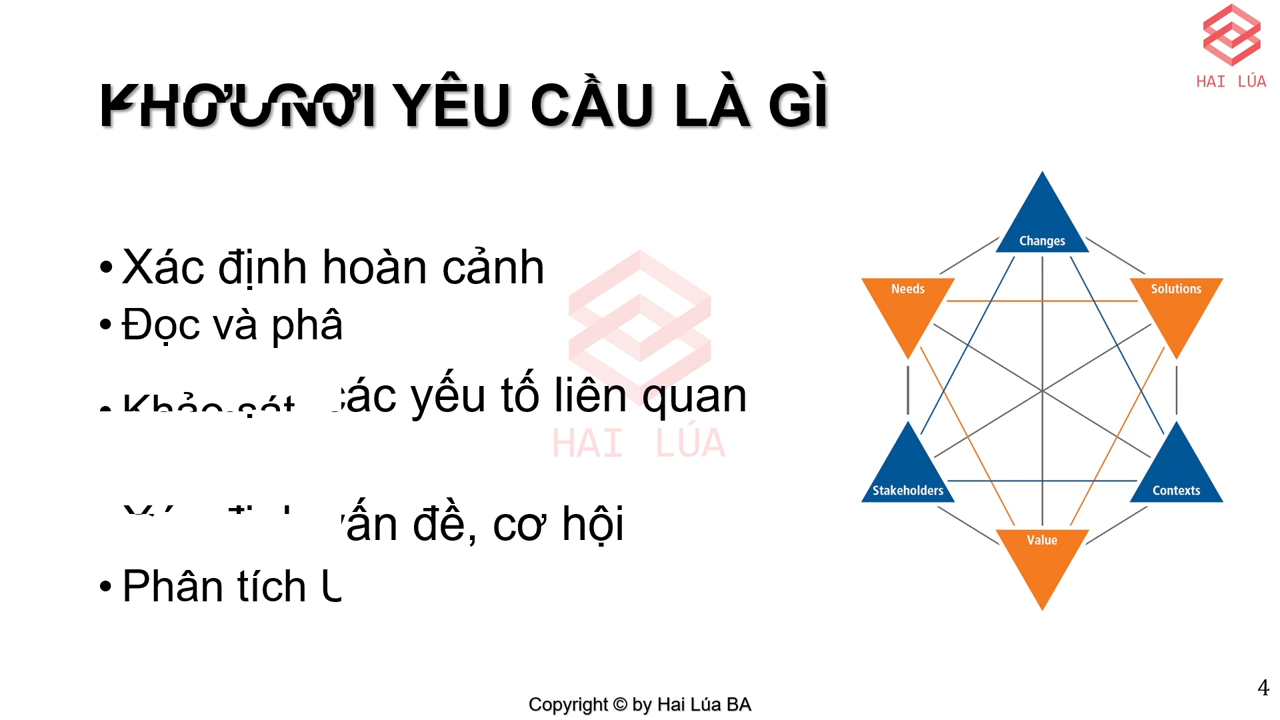 HAI LÚA
YÊU CẦU LÀ GÌ
• Xác định hoàn cảnh
• Đọc và
các yếu tố liên quan
HAI LÚA
vấn đề, cơ hội
• Phân tích
Changes
Needs
Solutions
Stakeholders
Contexts
Value
Copyright © by Hai Lúa BA
4